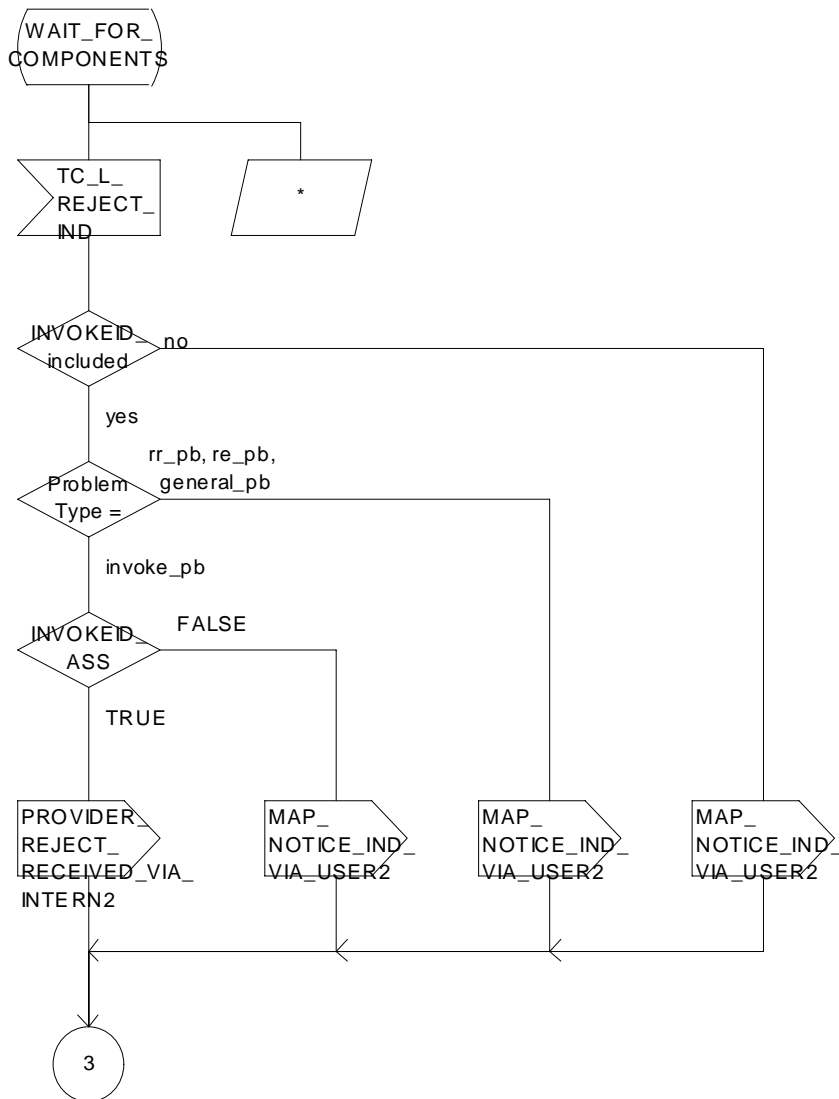 WAIT_FOR_
COMPONENTS
TC_L_
REJECT_
IND
*
INVOKEID_
included
no
yes
rr_pb, re_pb,
general_pb
Problem
Type =
invoke_pb
INVOKEID_
ASS
FALSE
TRUE
PROVIDER_
REJECT_
RECEIVED_VIA_
INTERN2
MAP_
NOTICE_IND_
VIA_USER2
MAP_
NOTICE_IND_
VIA_USER2
MAP_
NOTICE_IND_
VIA_USER2
3